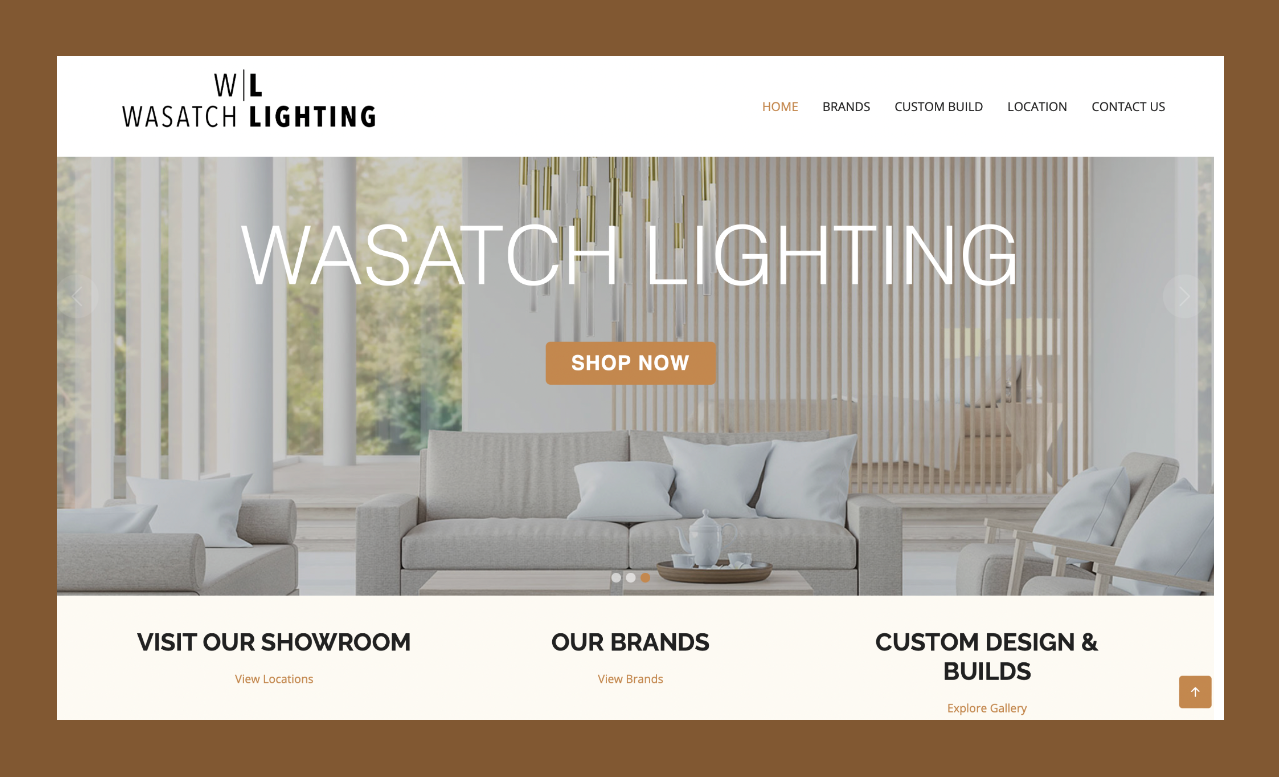 W|L
WASATCH LIGHTING
HOME BRANDS CUSTOM BUILD LOCATION CONTACT US
WASATCH LIGHTING
SHOP NOW
VISIT OUR SHOWROOM
View Locations
OUR BRANDS
View Brands
CUSTOM DESIGN &
BUILDS
Explore Gallery